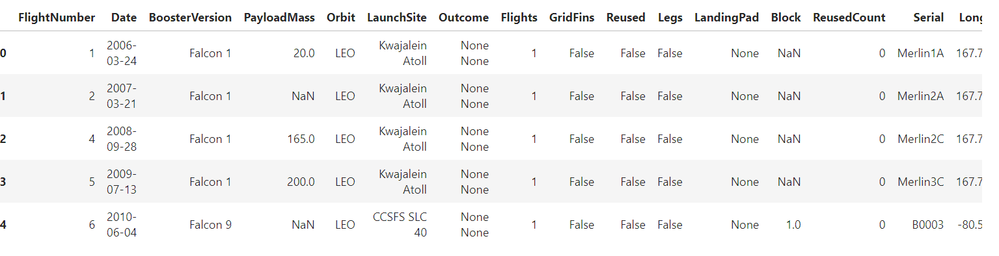 FlightNumber Date BoosterVersion PayloadMass Orbit LaunchSite Outcome Flights GridFins Reused Legs LandingPad Block ReusedCount Serial Long
0 1 2006-03-24 Falcon 1 20.0 LEO Kwajalein Atoll None None 1 False False False None NaN 0 Merlin1A 167.7
1 2 2007-03-21 Falcon 1 NaN LEO Kwajalein Atoll None None 1 False False False None NaN 0 Merlin2A 167.7
2 4 2008-09-28 Falcon 1 165.0 LEO Kwajalein Atoll None None 1 False False False None NaN 0 Merlin2C 167.7
3 5 2009-07-13 Falcon 1 200.0 LEO Kwajalein Atoll None None 1 False False False None NaN 0 Merlin3C 167.7
4 6 2010-06-04 Falcon 9 NaN LEO CCSFS SLC 40 None None 1 False False False None 1.0 0 B0003 -80.5